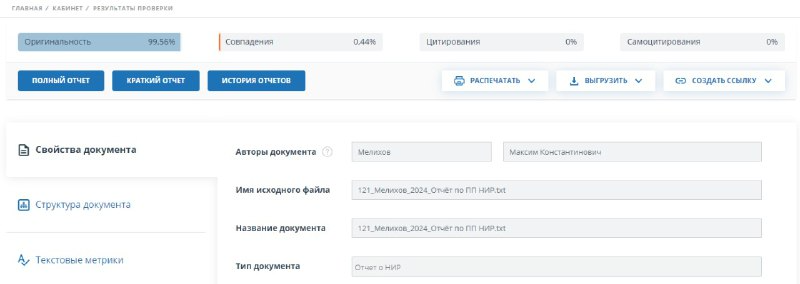 ГЛАВНАЯ / КАБИНЕТ / РЕЗУЛЬТАТЫ ПРОВЕРКИ
Оригинальность 99,56% Совпадения 0,44% Цитирования 0% Самоцитирования 0%
ПОЛНЫЙ ОТЧЕТ КРАТКИЙ ОТЧЕТ ИСТОРИЯ ОТЧЕТОВ РАСПЕЧАТАТЬ ВЫГРУЗИТЬ СОЗДАТЬ ССЫЛКУ
Свойства документа
Структура документа
Текстовые метрики
Авторы документа ? Мелихов Максим Константинович
Имя исходного файла 121_Мелихов_2024_Отчёт по ПП НИР.txt
Название документа 121_Мелихов_2024_Отчёт по ПП НИР.txt
Тип документа Отчет о НИР